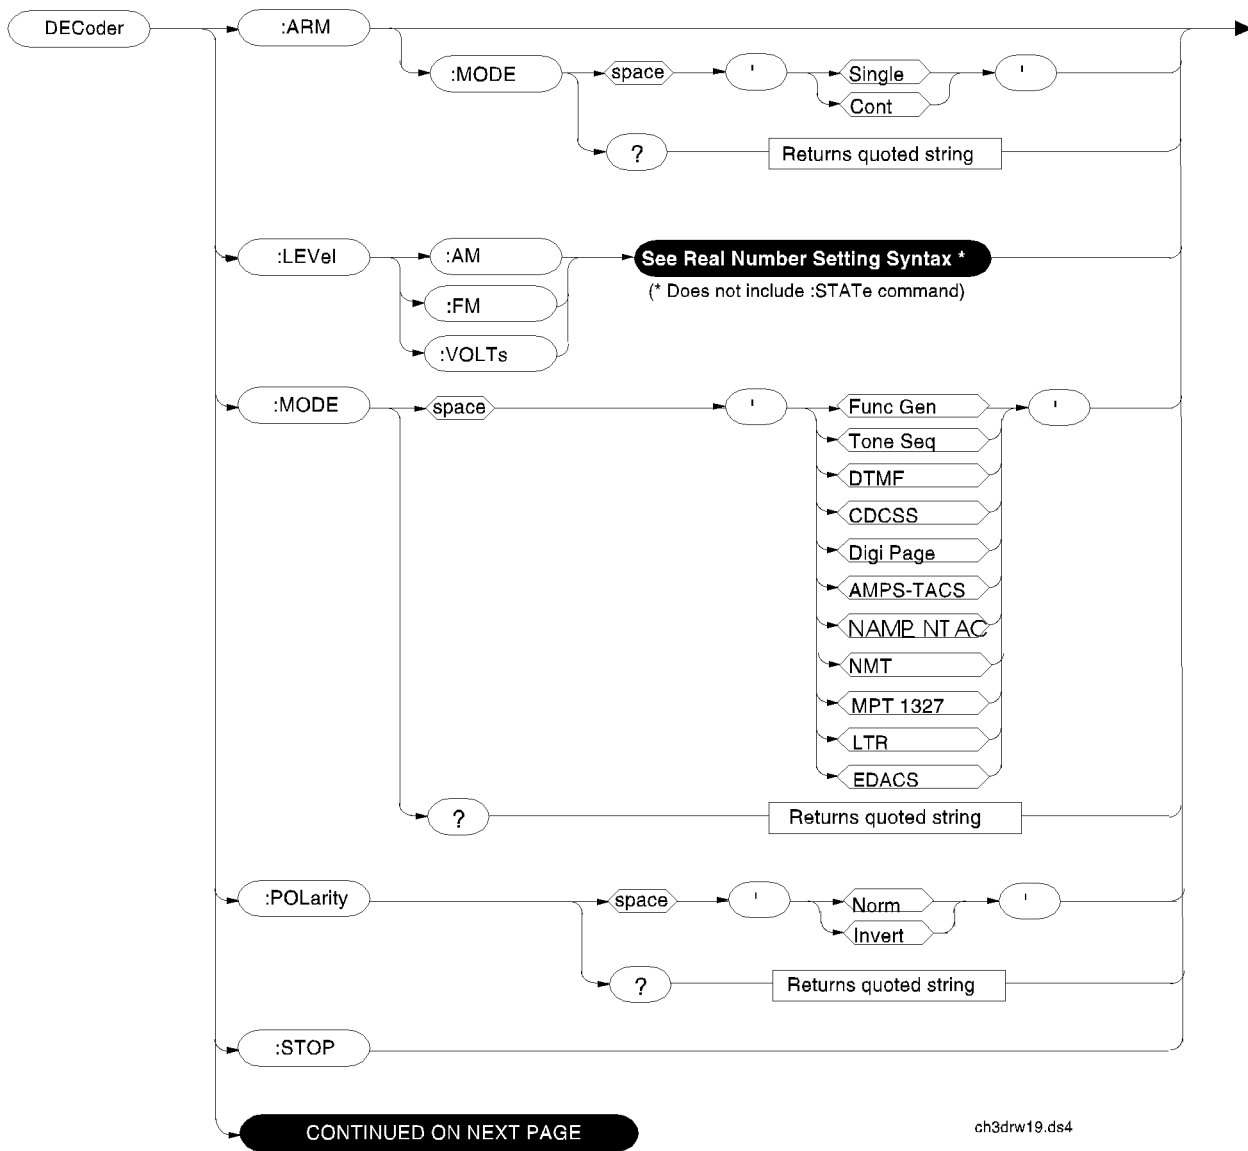 DECoder
:ARM
:MODE
space
'
Single
Cont
'
?
Returns quoted string
:LEVel
:AM
:FM
:VOLTs
See Real Number Setting Syntax *
(* Does not include :STATe command)
:MODE
space
'
Func Gen
Tone Seq
DTMF
CDCSS
Digi Page
AMPS-TACS
NAMP NT AC
NMT
MPT 1327
LTR
EDACS
'
?
Returns quoted string
:POLarity
space
'
Norm
Invert
'
?
Returns quoted string
:STOP
CONTINUED ON NEXT PAGE
ch3drw19.ds4